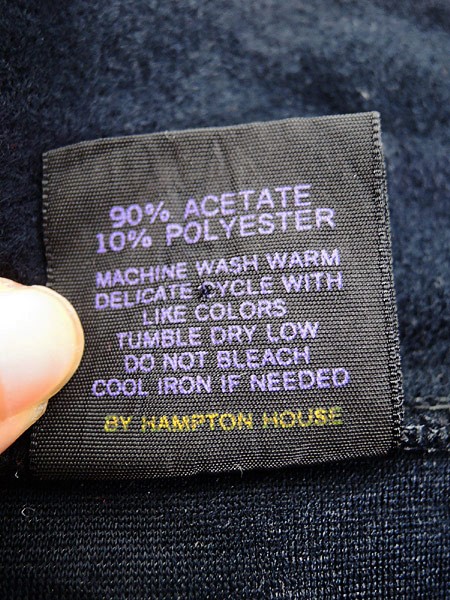 90% ACETATE
10% POLYESTER
MACHINE WASH WARM
DELICATE CYCLE WITH
LIKE COLORS
TUMBLE DRY LOW
DO NOT BLEACH
COOL IRON IF NEEDED
BY HAMPTON HOUSE